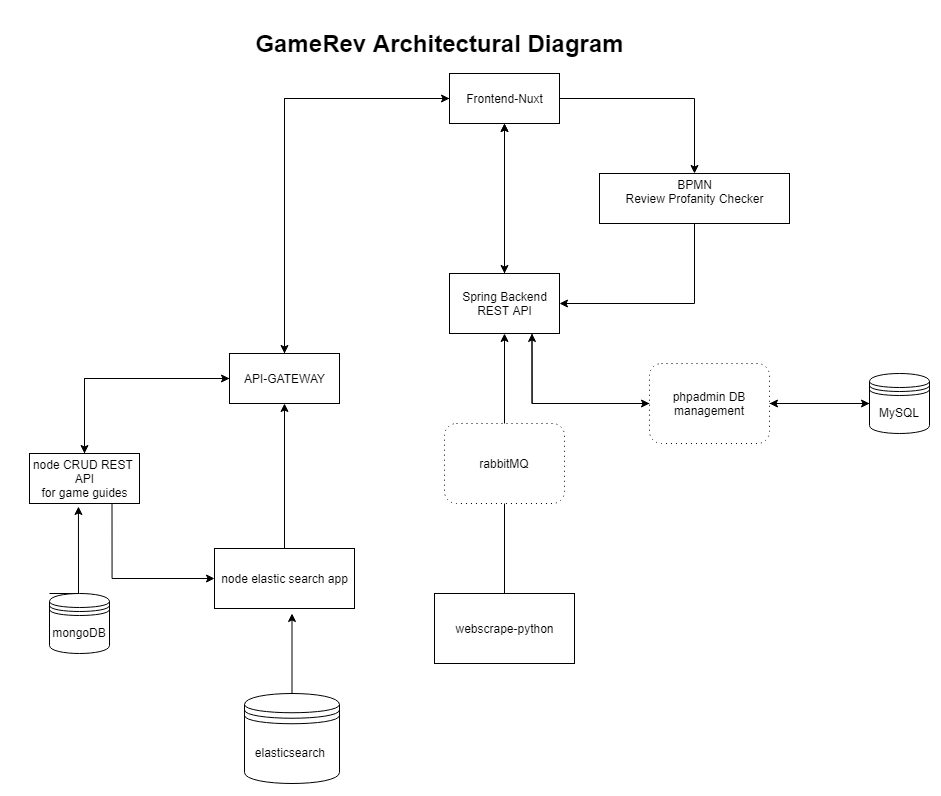 GameRev Architectural Diagram
Frontend-Nuxt
BPMN
Review Profanity Checker
Spring Backend
REST API
API-GATEWAY
phpadmin DB
management
MySQL
node CRUD REST
API
for game guides
rabbitMQ
node elastic search app
mongoDB
webscrape-python
elasticsearch